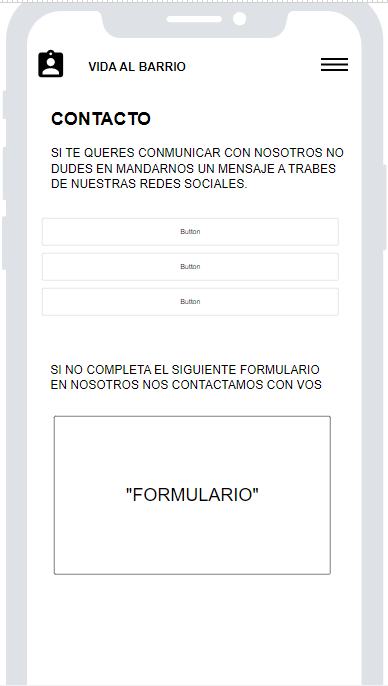 VIDA AL BARRIO
CONTACTO
SI TE QUERES CONMUNICAR CON NOSOTROS NO
DUDES EN MANDARNOS UN MENSAJE A TRABES
DE NUESTRAS REDES SOCIALES.
Button
Button
Button
SI NO COMPLETA EL SIGUIENTE FORMULARIO
EN NOSOTROS NOS CONTACTAMOS CON VOS
"FORMULARIO"